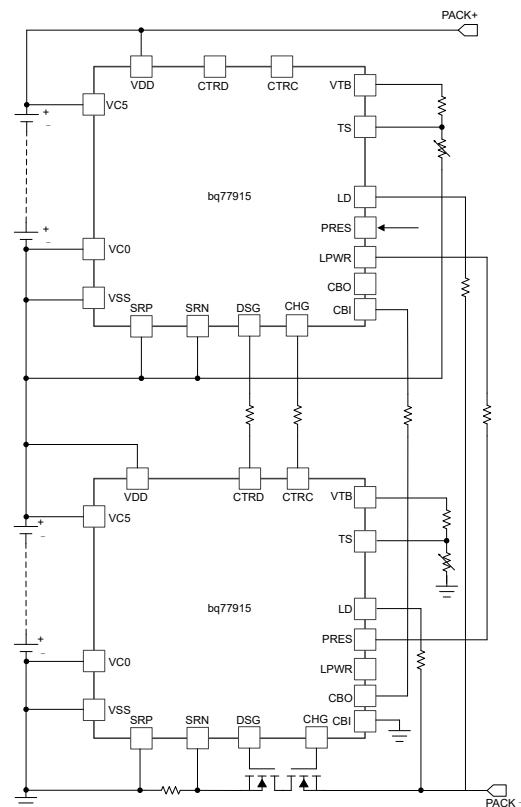 PACK+
VDD
CTRD
CTRC
VTB
VC5
+
–
TS
bq77915
LD
PRES
+
–
VC0
LPWR
CBO
VSS
CBI
SRP
SRN
DSG
CHG
VDD
CTRD
CTRC
VTB
VC5
+
–
TS
bq77915
LD
PRES
+
–
VC0
LPWR
CBO
VSS
CBI
SRP
SRN
DSG
CHG
PACK -